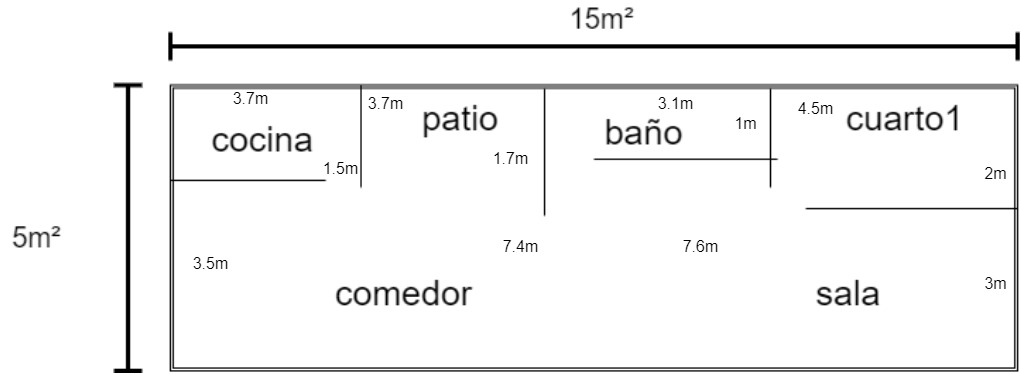 15m²
3.7m
3.7m
patio
3.1m
4.5m
cuarto1
cocina
baño
1m
1.5m
1.7m
2m
5m²
3.5m
7.4m
7.6m
comedor
sala
3m